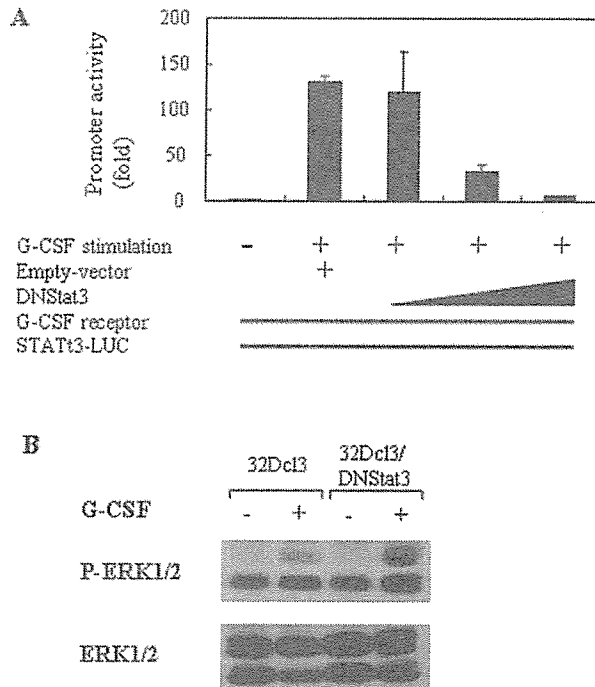 A
200
150
100
50
0
Promoter activity
(fold)
G-CSF stimulation - + + + +
Empty-vector +
DNStat3
G-CSF receptor
STATt3-LUC
B
32Dcl3 32Dcl3/
DNStat3
G-CSF - + - +
P-ERK1/2
ERK1/2